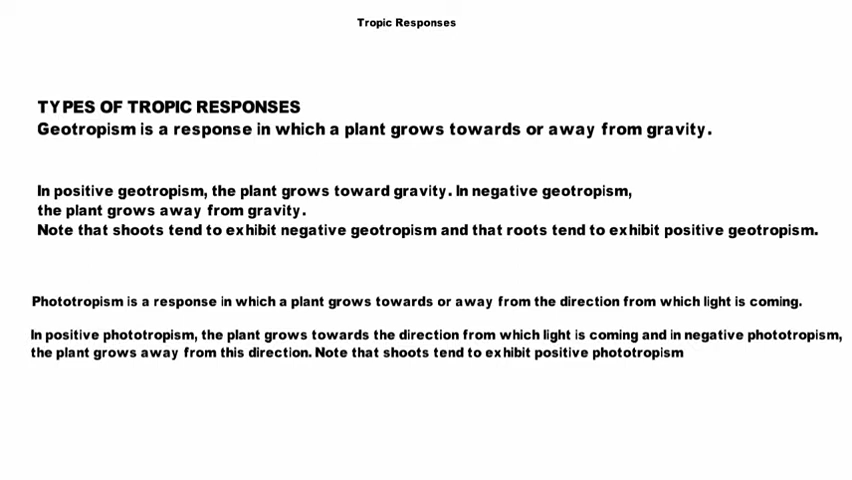 Tropic Responses
TYPES OF TROPIC RESPONSES
Geotropism is a response in which a plant grows towards or away from gravity.
In positive geotropism, the plant grows toward gravity. In negative geotropism,
the plant grows away from gravity.
Note that shoots tend to exhibit negative geotropism and that roots tend to exhibit positive geotropism.
Phototropism is a response in which a plant grows towards or away from the direction from which light is coming.
In positive phototropism, the plant grows towards the direction from which light is coming and in negative phototropism,
the plant grows away from this direction. Note that shoots tend to exhibit positive phototropism